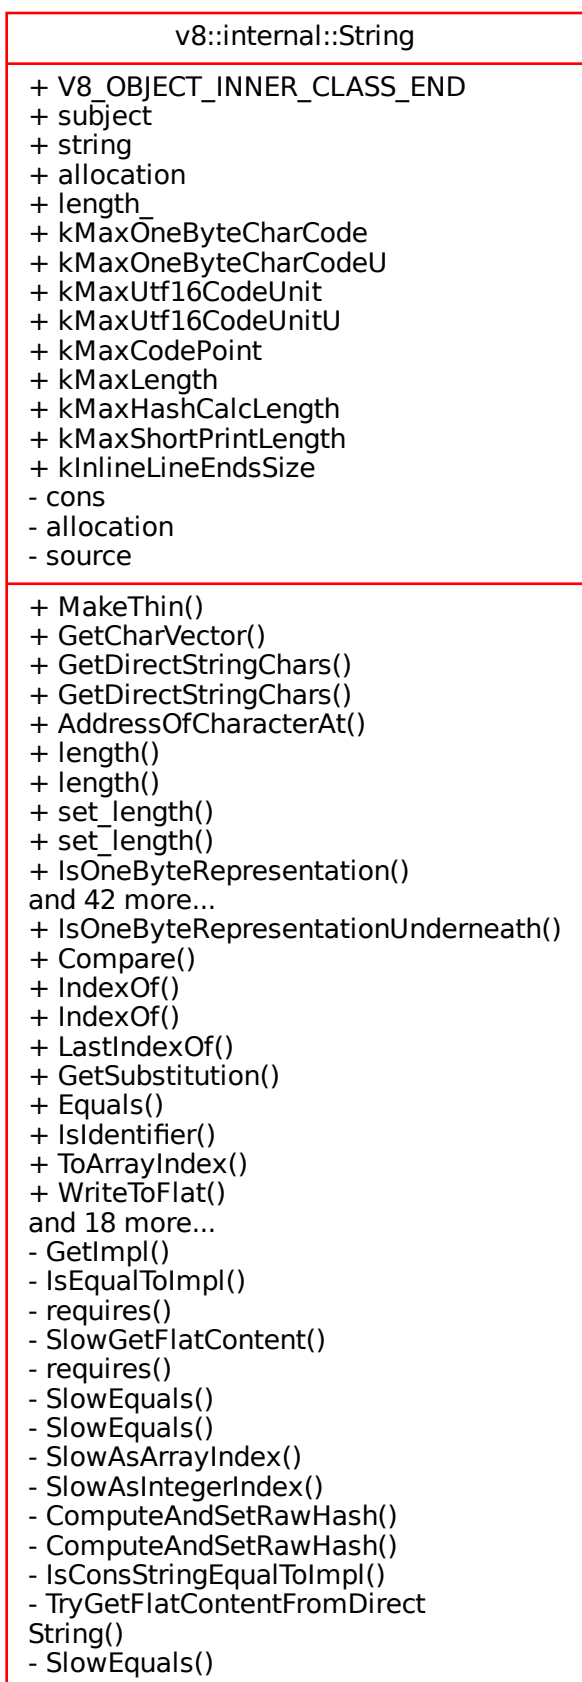 v8::internal::String
+ V8_OBJECT_INNER_CLASS_END
+ subject
+ string
+ allocation
+ length_
+ kMaxOneByteCharCode
+ kMaxOneByteCharCodeU
+ kMaxUtf16CodeUnit
+ kMaxUtf16CodeUnitU
+ kMaxCodePoint
+ kMaxLength
+ kMaxHashCalcLength
+ kMaxShortPrintLength
+ kInlineLineEndsSize
- cons
- allocation
- source
+ MakeThin()
+ GetCharVector()
+ GetDirectStringChars()
+ GetDirectStringChars()
+ AddressOfCharacterAt()
+ length()
+ length()
+ set_length()
+ set_length()
+ IsOneByteRepresentation()
and 42 more...
+ IsOneByteRepresentationUnderneath()
+ Compare()
+ IndexOf()
+ IndexOf()
+ LastIndexOf()
+ GetSubstitution()
+ Equals()
+ IsIdentifier()
+ ToArrayIndex()
+ WriteToFlat()
and 18 more...
- GetImpl()
- IsEqualToImpl()
- requires()
- SlowGetFlatContent()
- requires()
- SlowEquals()
- SlowEquals()
- SlowAsArrayIndex()
- SlowAsIntegerIndex()
- ComputeAndSetRawHash()
- ComputeAndSetRawHash()
- IsConsStringEqualToImpl()
- TryGetFlatContentFromDirect
String()
- SlowEquals()